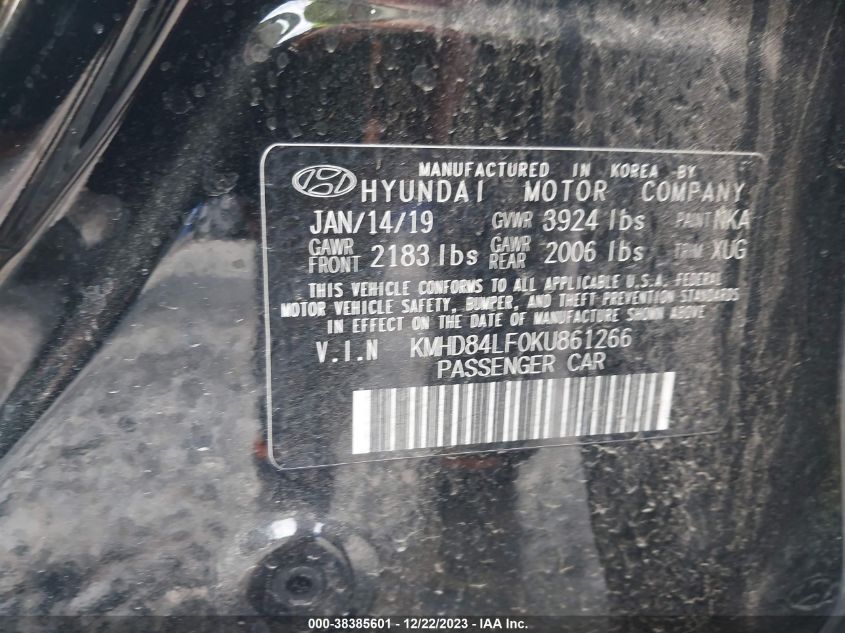 MANUFACTURED IN KOREA BY
HYUNDAI MOTOR COMPANY
JAN/14/19 GVWR 3924 lbs PAINT NKA
GAWR FRONT 2183 lbs GAWR REAR 2006 lbs TRIM XUG
THIS VEHICLE CONFORMS TO ALL APPLICABLE U.S.A. FEDERAL
MOTOR VEHICLE SAFETY, BUMPER, AND THEFT PREVENTION STANDARDS
IN EFFECT ON THE DATE OF MANUFACTURE SHOWN ABOVE
V.I.N KMHD84LF0KU861266
PASSENGER CAR
000-38385601 - 12/22/2023 - IAA Inc.